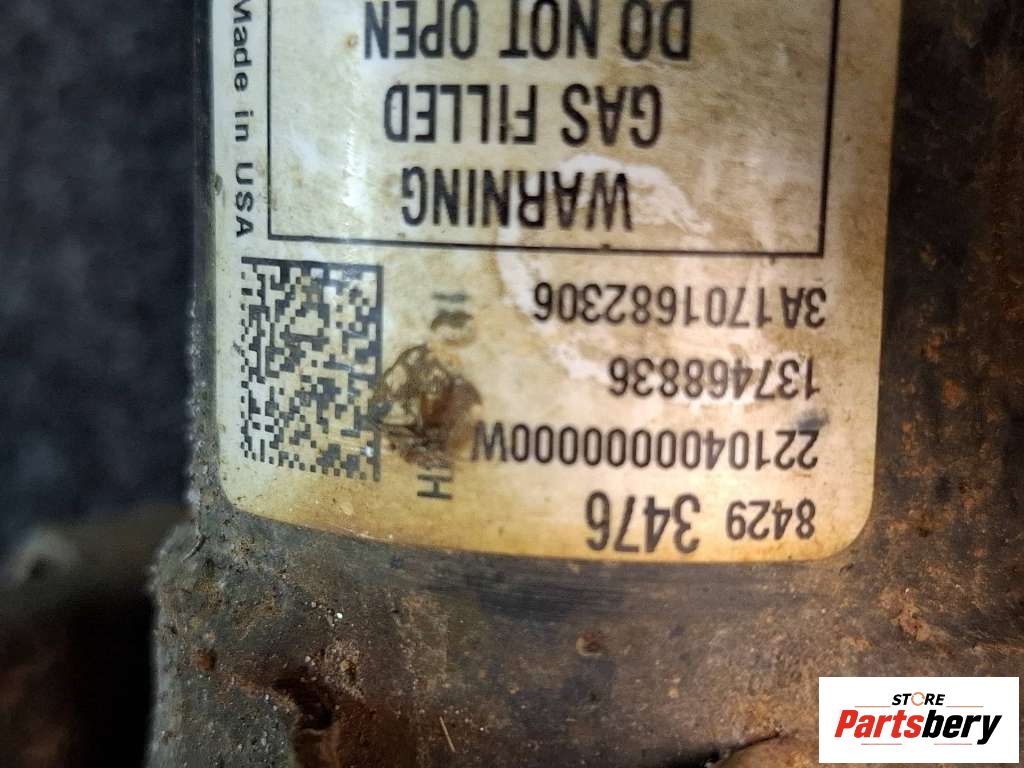 8429 3476
2210400000000W
137468836
3A1701682306
WARNING
GAS FILLED
DO NOT OPEN
Made in USA
STORE
Partsbery